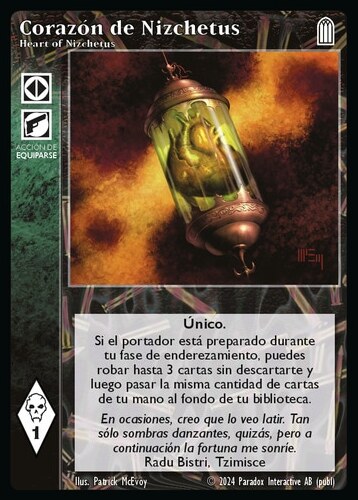 Corazón de Nizchetus
Heart of Nizchetus
ACCIÓN DE
EQUIPARSE
Único.
Si el portador está preparado durante
tu fase de enderezamiento, puedes
robar hasta 3 cartas sin descartarte y
luego pasar la misma cantidad de cartas
de tu mano al fondo de tu biblioteca.
En ocasiones, creo que lo veo latir. Tan
sólo sombras danzantes, quizás, pero a
continuación la fortuna me sonríe.
Radu Bistri, Tzimisce
1
Ilus. Patrick McEvoy
© 2024 Paradox Interactive AB (publ)